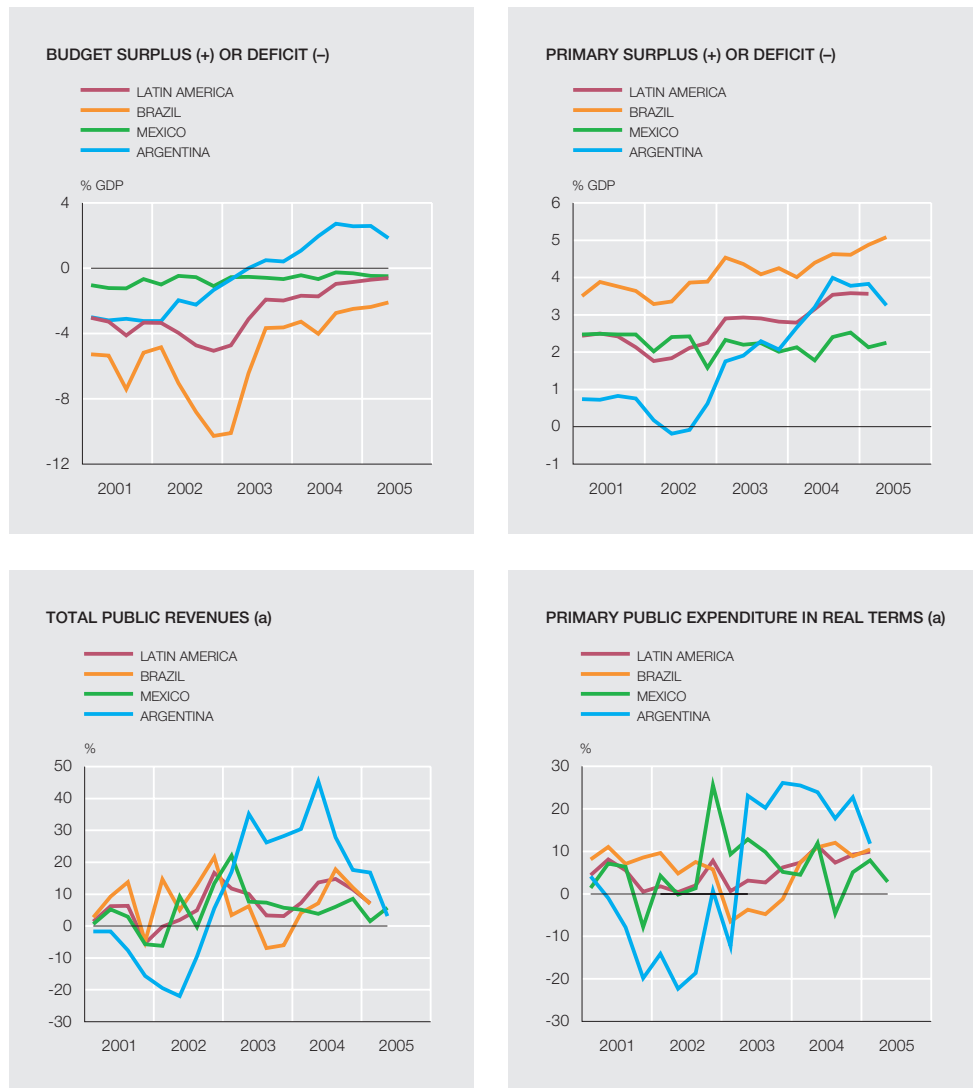 BUDGET SURPLUS (+) OR DEFICIT (–)
LATIN AMERICA
BRAZIL
MEXICO
ARGENTINA
% GDP
4
0
-4
-8
-12
2001 2002 2003 2004 2005
PRIMARY SURPLUS (+) OR DEFICIT (–)
LATIN AMERICA
BRAZIL
MEXICO
ARGENTINA
% GDP
6
5
4
3
2
1
0
-1
2001 2002 2003 2004 2005
TOTAL PUBLIC REVENUES (a)
LATIN AMERICA
BRAZIL
MEXICO
ARGENTINA
%
50
40
30
20
10
0
-10
-20
-30
2001 2002 2003 2004 2005
PRIMARY PUBLIC EXPENDITURE IN REAL TERMS (a)
LATIN AMERICA
BRAZIL
MEXICO
ARGENTINA
%
30
20
10
0
-10
-20
-30
2001 2002 2003 2004 2005